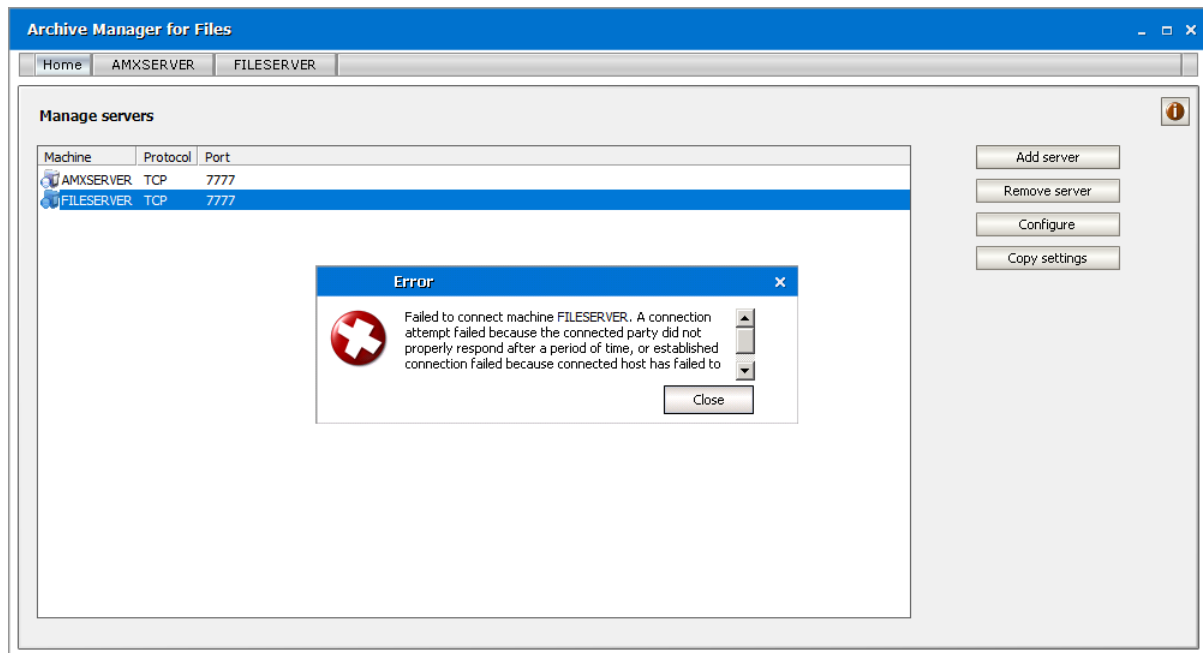 Archive Manager for Files
Home AMXSERVER FILESERVER
Manage servers
Machine Protocol Port
AMXSERVER TCP 7777
FILESERVER TCP 7777
Add server
Remove server
Configure
Copy settings
Error
Failed to connect machine FILESERVER. A connection
attempt failed because the connected party did not
properly respond after a period of time, or established
connection failed because connected host has failed to
Close